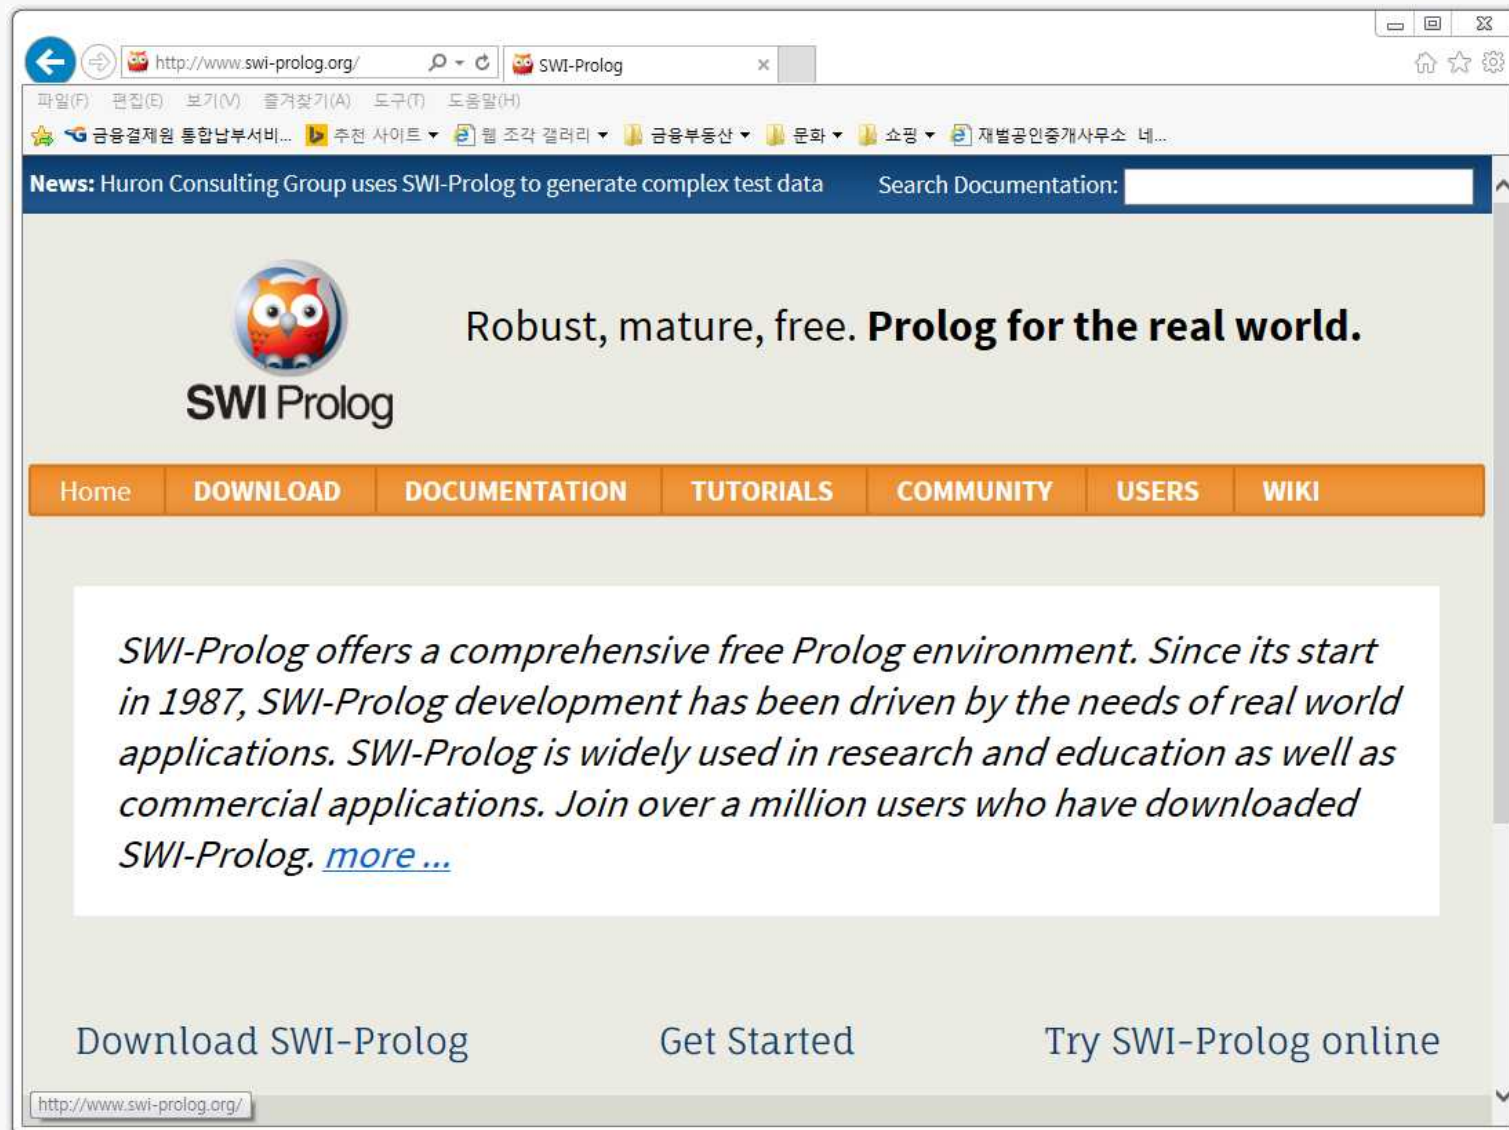 http://www.swi-prolog.org/
SWI-Prolog
파일(F) 편집(E) 보기(V) 즐겨찾기(A) 도구(T) 도움말(H)
금융결제원 통합납부서비... 추천 사이트 웹 조각 갤러리 금융부동산 문화 쇼핑 재벌공인중개사무소 네...
News: Huron Consulting Group uses SWI-Prolog to generate complex test data Search Documentation:
Robust, mature, free. Prolog for the real world.
SWI Prolog
Home DOWNLOAD DOCUMENTATION TUTORIALS COMMUNITY USERS WIKI
SWI-Prolog offers a comprehensive free Prolog environment. Since its start
in 1987, SWI-Prolog development has been driven by the needs of real world
applications. SWI-Prolog is widely used in research and education as well as
commercial applications. Join over a million users who have downloaded
SWI-Prolog. more ...
Download SWI-Prolog Get Started Try SWI-Prolog online
http://www.swi-prolog.org/